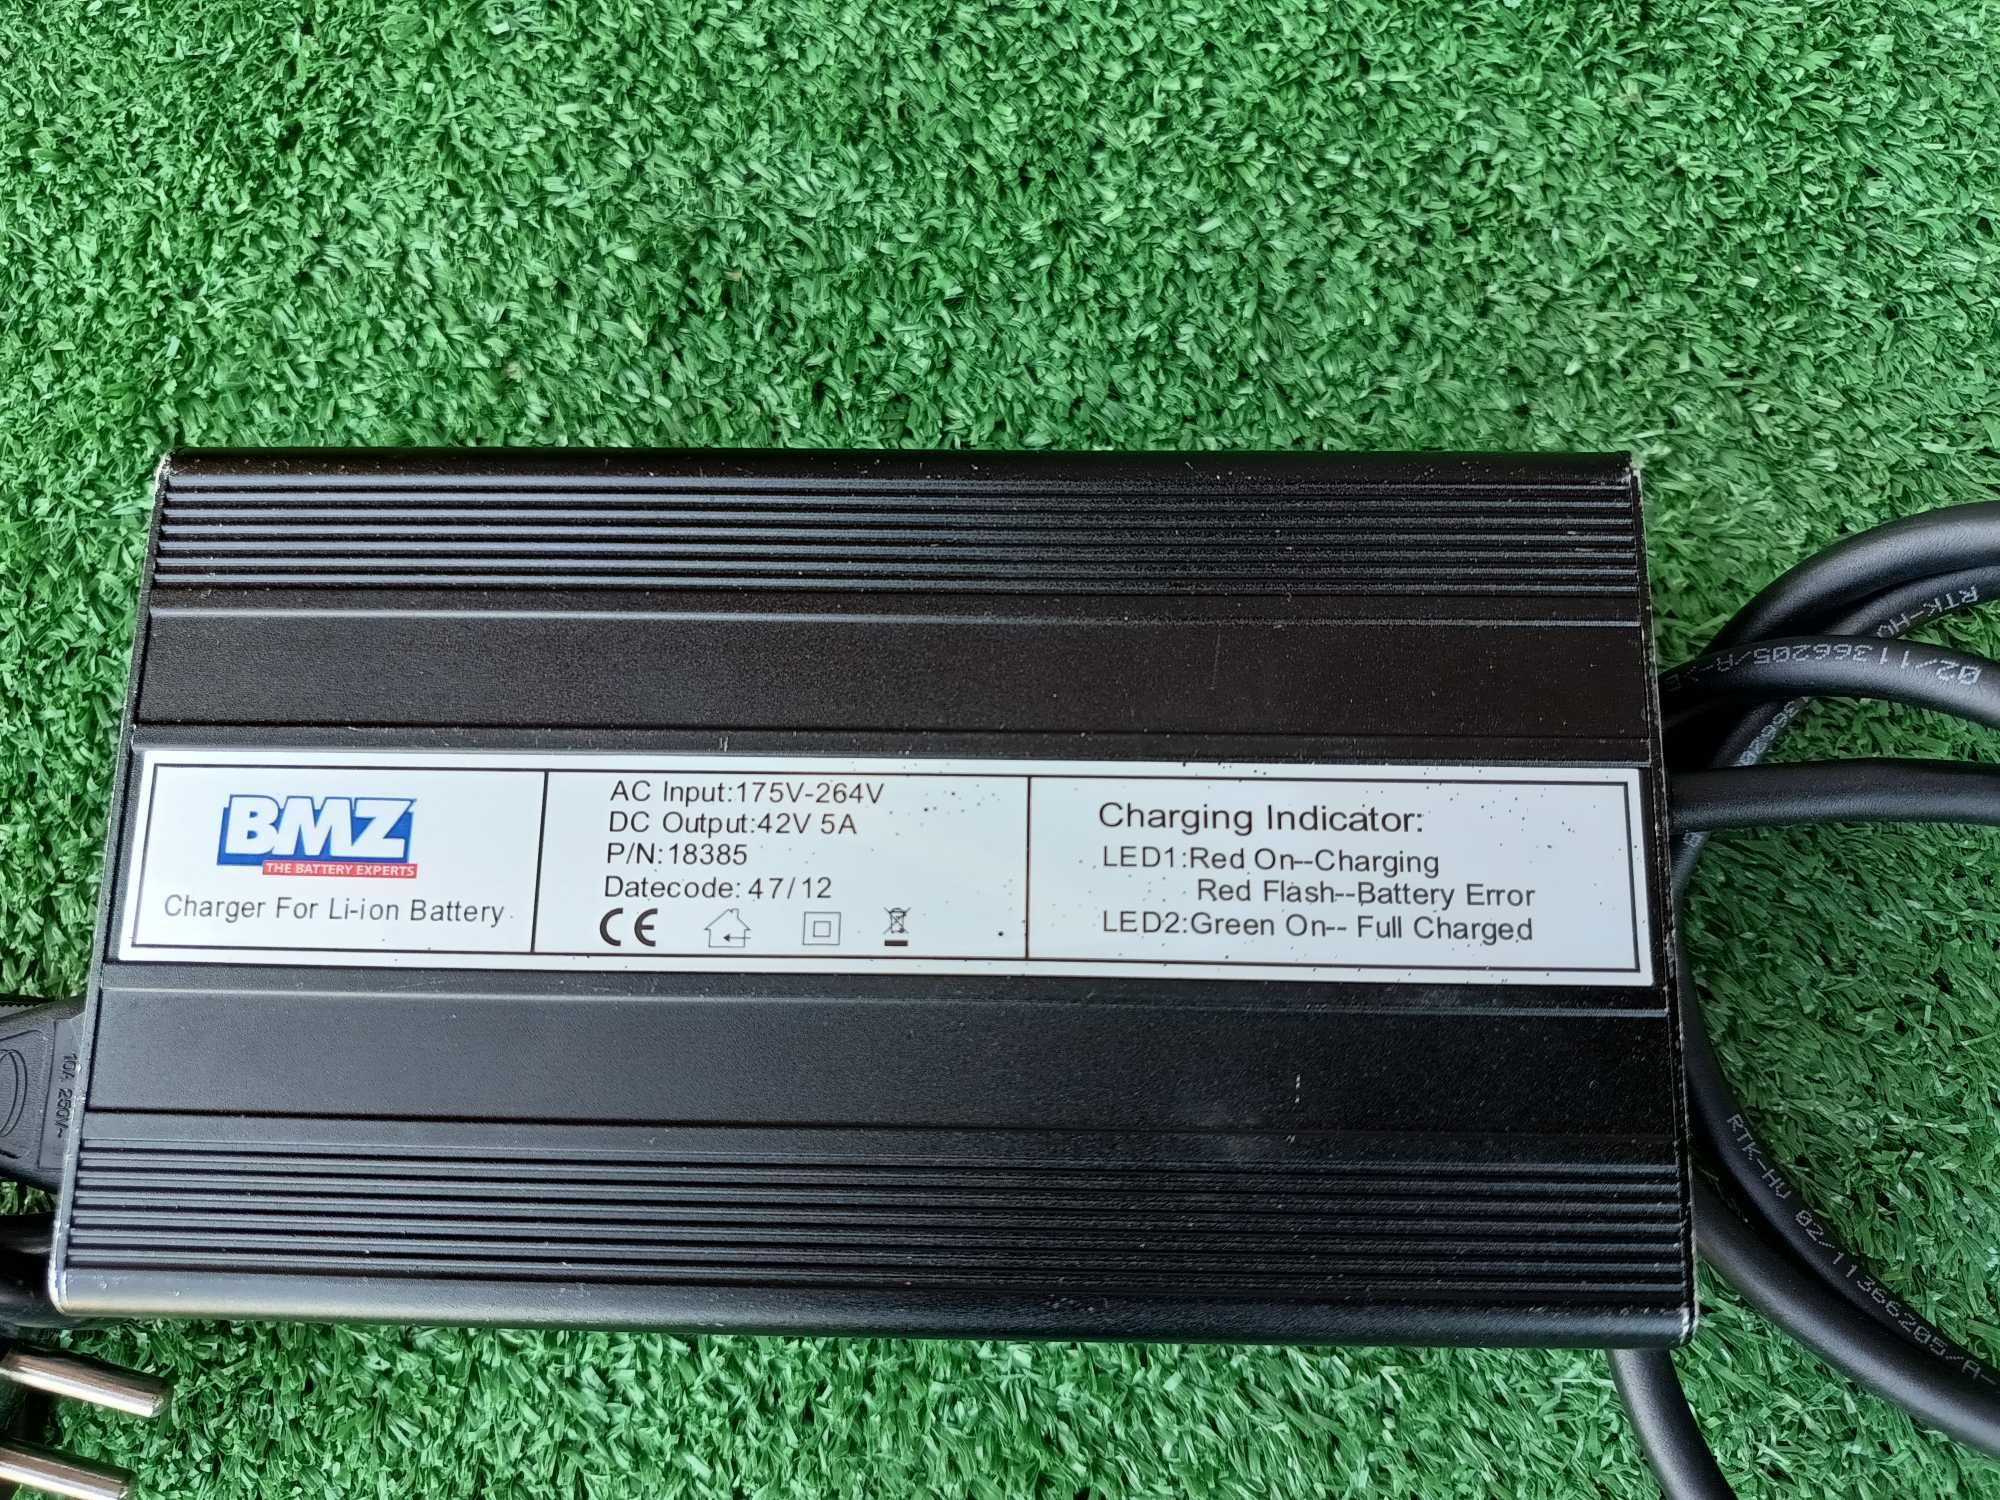 BMZ
THE BATTERY EXPERTS
Charger For Li-ion Battery
AC Input:175V-264V
DC Output:42V 5A
P/N:18385
Datecode: 47/12
CE
Charging Indicator:
LED1:Red On--Charging
Red Flash--Battery Error
LED2:Green On-- Full Charged
10A 250V~
RTK-HU
02/11366205/A-
RTK-HU 02/11366205/A-